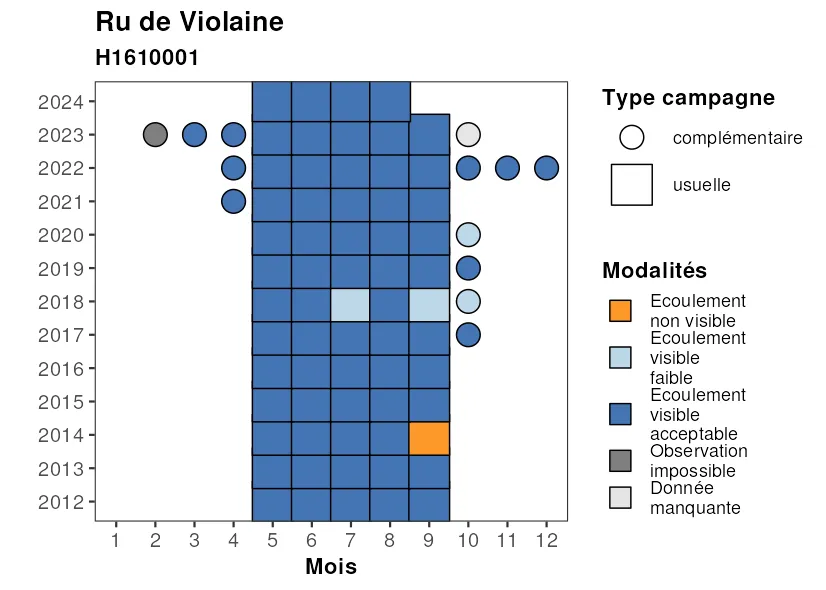 Ru de Violaine
H1610001
2024
2023
2022
2021
2020
2019
2018
2017
2016
2015
2014
2013
2012
1 2 3 4 5 6 7 8 9 10 11 12
Mois
Type campagne
complémentaire
usuelle
Modalités
Ecoulement
non visible
Ecoulement
visible
faible
Ecoulement
visible
acceptable
Observation
impossible
Donnée
manquante